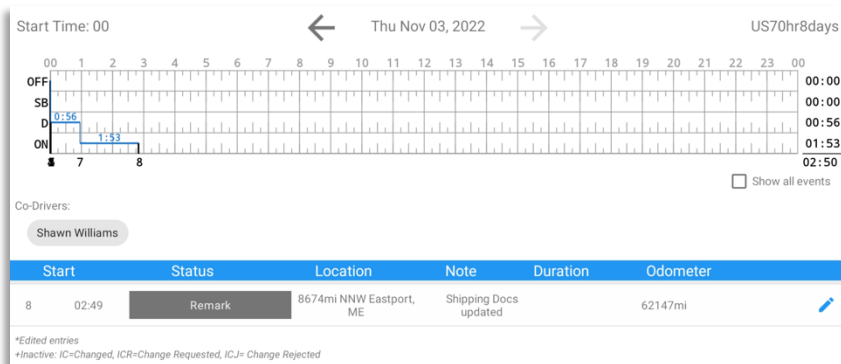 Start Time: 00 Thu Nov 03, 2022 US70hr8days
00 1 2 3 4 5 6 7 8 9 10 11 12 13 14 15 16 17 18 19 20 21 22 23 00
OFF 00:00
SB 00:00
D 0:56 00:56
ON 1:53 01:53
7 8 02:50
Show all events
Co-Drivers:
Shawn Williams
Start Status Location Note Duration Odometer
8 02:49 Remark 8674mi NNW Eastport, ME Shipping Docs updated 62147mi
*Edited entries
+Inactive: IC=Changed, ICR=Change Requested, ICJ= Change Rejected